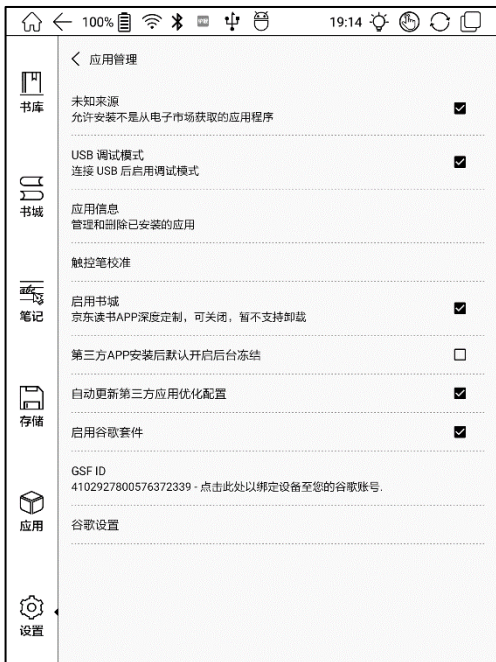 100%
19:14
应用管理
书库
未知来源
允许安装不是从电子市场获取的应用程序
USB 调试模式
连接 USB 后启用调试模式
书城
应用信息
管理和删除已安装的应用
触控笔校准
abc
笔记
启用书城
京东读书APP深度定制，可关闭，暂不支持卸载
第三方APP安装后默认开启后台冻结
自动更新第三方应用优化配置
存储
启用谷歌套件
GSF ID
4102927800576372339 - 点击此处以绑定设备至您的谷歌账号.
应用
谷歌设置
设置